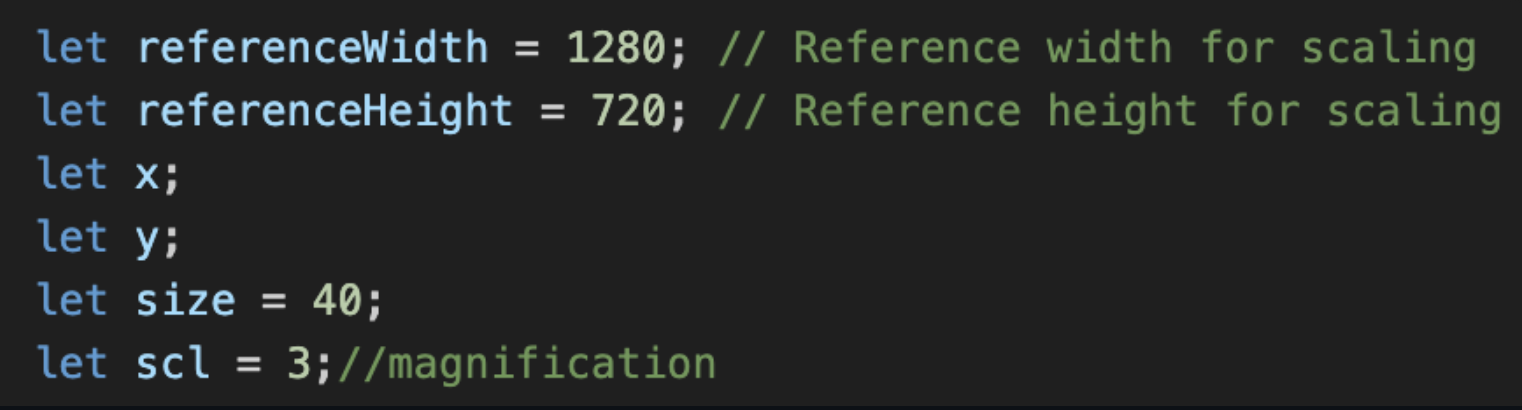 let referenceWidth = 1280; // Reference width for scaling
let referenceHeight = 720; // Reference height for scaling
let x;
let y;
let size = 40;
let scl = 3;//magnification